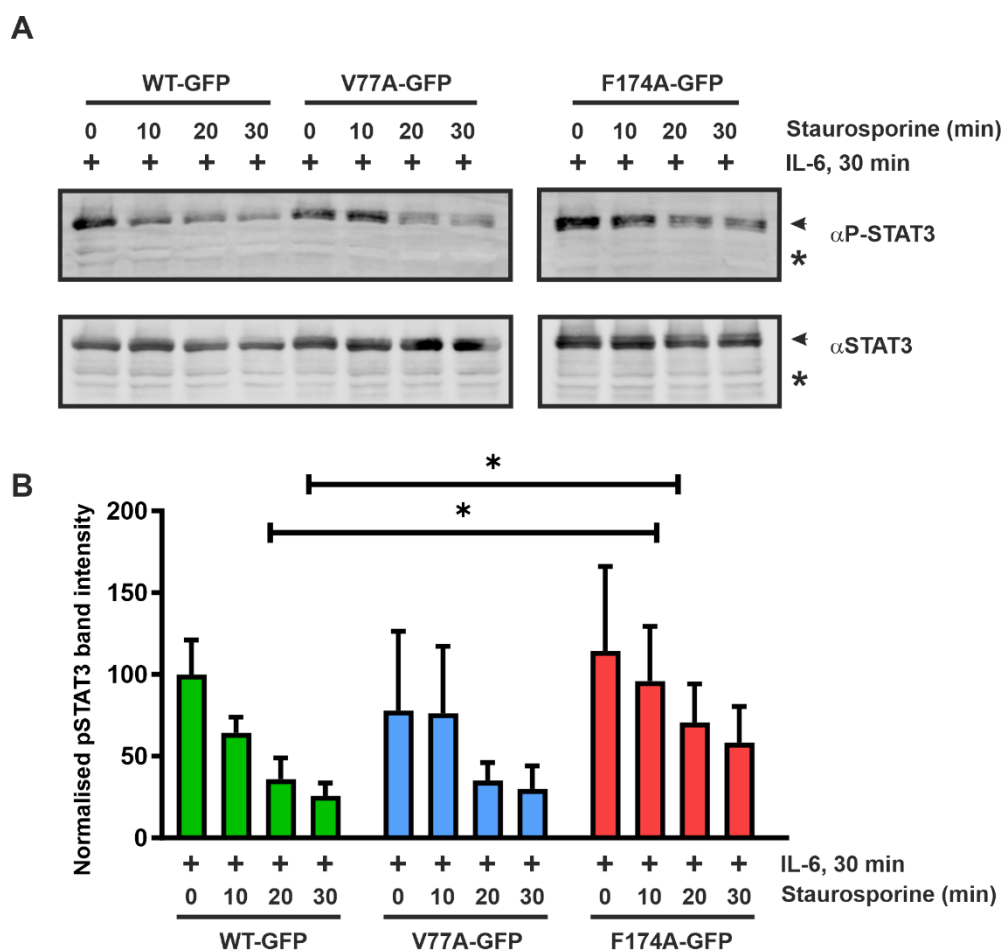 A
WT-GFP V77A-GFP F174A-GFP
0 10 20 30 0 10 20 30 0 10 20 30 Staurosporine (min)
+ + + + + + + + + + + + IL-6, 30 min
αP-STAT3
*
αSTAT3
*
B
*
*
Normalised pSTAT3 band intensity
200
150
100
50
0
+ + + + + + + + + + + + IL-6, 30 min
0 10 20 30 0 10 20 30 0 10 20 30 Staurosporine (min)
WT-GFP V77A-GFP F174A-GFP